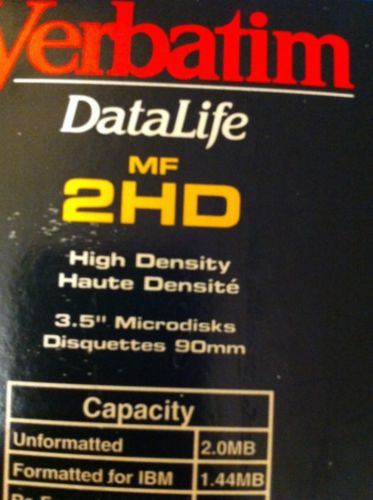 Verbatim
DataLife
MF
2HD
High Density
Haute Densité
3.5" Microdisks
Disquettes 90mm
Capacity
Unformatted 2.0MB
Formatted for IBM 1.44MB